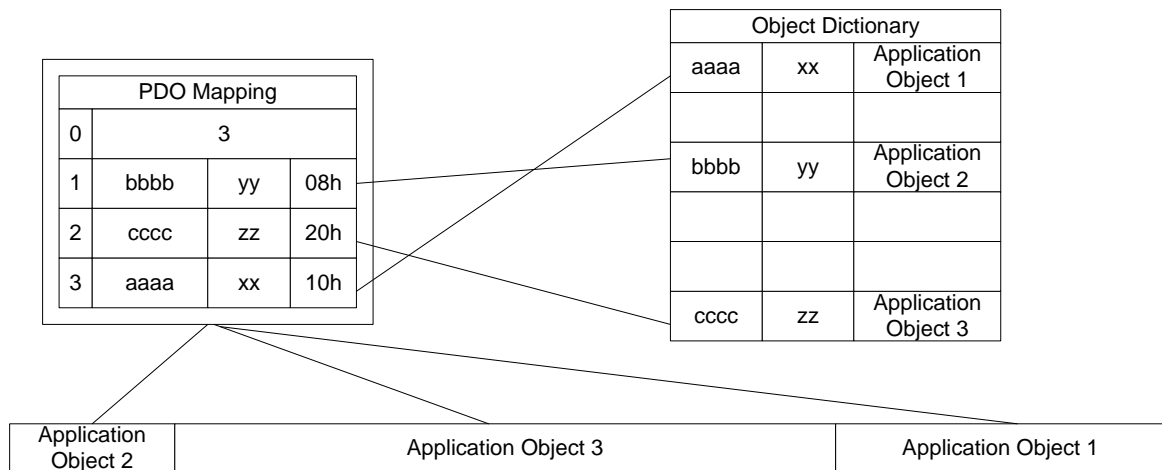 Object Dictionary
aaaa xx Application
Object 1
bbbb yy Application
Object 2
cccc zz Application
Object 3
PDO Mapping
0 3
1 bbbb yy 08h
2 cccc zz 20h
3 aaaa xx 10h
Application
Object 2
Application Object 3
Application Object 1